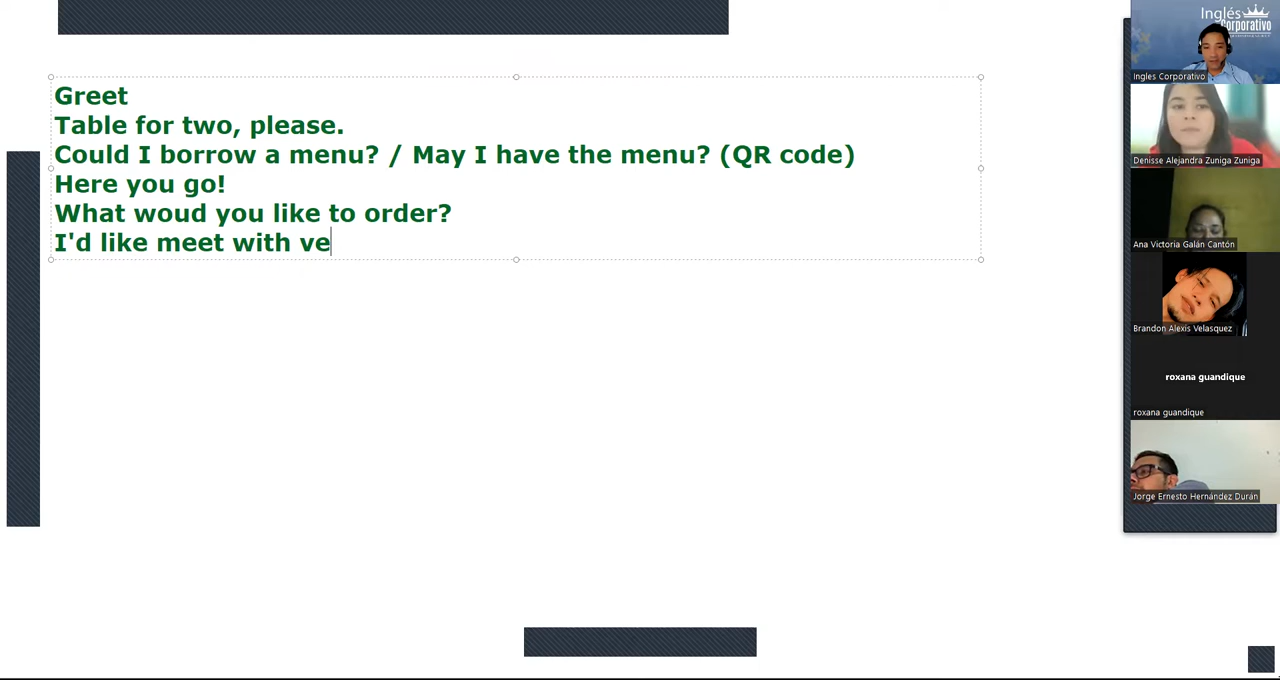 Greet
Table for two, please.
Could I borrow a menu? / May I have the menu? (QR code)
Here you go!
What woud you like to order?
I'd like meet with ve
Inglés
Corporativo
Ingles Corporativo
Denisse Alejandra Zuniga Zuniga
Ana Victoria Galán Cantón
Brandon Alexis Velasquez
roxana guandique
roxana guandique
Jorge Ernesto Hernández Durán